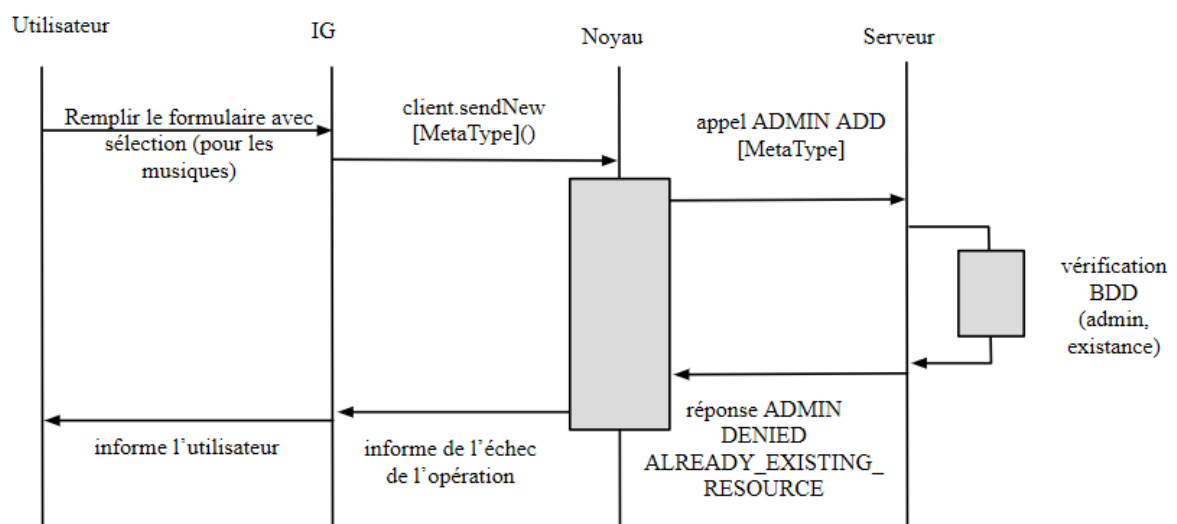 Utilisateur
IG
Noyau
Serveur
Remplir le formulaire avec
sélection (pour les
musiques)
client.sendNew
[MetaType]()
appel ADMIN ADD
[MetaType]
vérification
BDD
(admin,
existance)
réponse ADMIN
DENIED
ALREADY_EXISTING_
RESOURCE
informe de l'échec
de l'opération
informe l'utilisateur